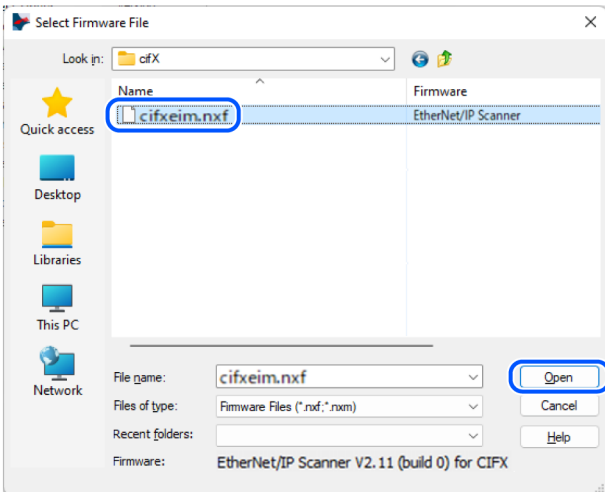 Select Firmware File
Look in: cifX
Name Firmware
cifxeim.nxf EtherNet/IP Scanner
Quick access
Desktop
Libraries
This PC
Network
File name: cifxeim.nxf Open
Files of type: Firmware Files (*.nxf;*.nxm) Cancel
Recent folders: Help
Firmware: EtherNet/IP Scanner V2.11 (build 0) for CIFX